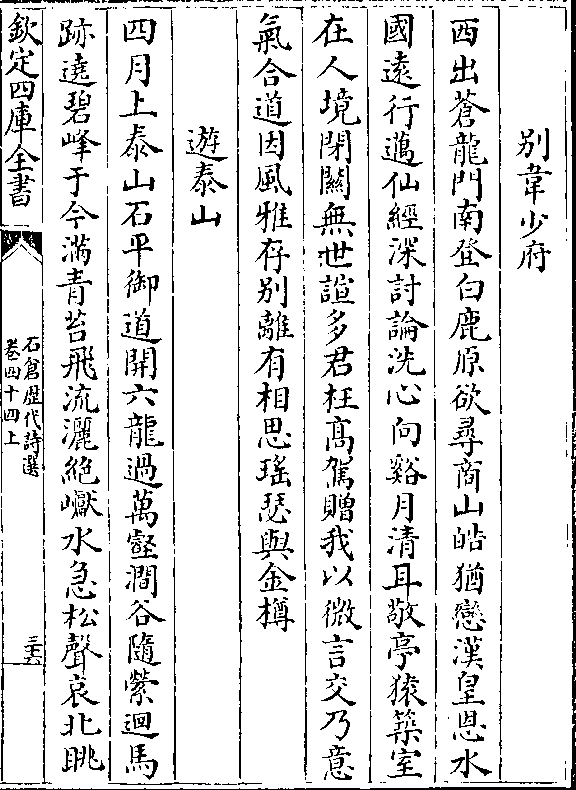 別韋少府
西出蒼龍門南登白鹿原欲尋商山皓猶戀漢皇恩水
國遠行邁仙經深討論洗心向谿月清耳敬亭猿築室
在人境閉關無世諠多君枉高駕贈我以微言交乃意
氣合道因風雅存别離有相思瑤瑟與金樽
遊泰山
四月上泰山石平御道開六龍過萬壑澗谷隨縈迴馬
跡遶碧峰于今滿青苔飛流灑絶巘水急松聲哀北眺
欽定四庫全書
石倉歴代詩選
卷四十四上
三六